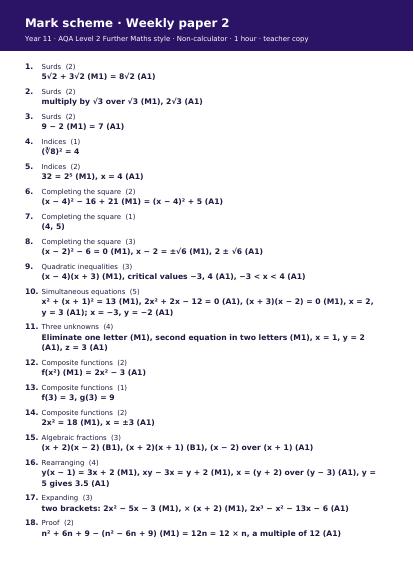 Mark scheme · Weekly paper 2
Year 11 · AQA Level 2 Further Maths style · Non-calculator · 1 hour · teacher copy
1. Surds (2)
5√2 + 3√2 (M1) = 8√2 (A1)
2. Surds (2)
multiply by √3 over √3 (M1), 2√3 (A1)
3. Surds (2)
9 − 2 (M1) = 7 (A1)
4. Indices (1)
(∛8)² = 4
5. Indices (2)
32 = 2⁵ (M1), x = 4 (A1)
6. Completing the square (2)
(x − 4)² − 16 + 21 (M1) = (x − 4)² + 5 (A1)
7. Completing the square (1)
(4, 5)
8. Completing the square (3)
(x − 2)² − 6 = 0 (M1), x − 2 = ±√6 (M1), 2 ± √6 (A1)
9. Quadratic inequalities (3)
(x − 4)(x + 3) (M1), critical values −3, 4 (A1), −3 < x < 4 (A1)
10. Simultaneous equations (5)
x² + (x + 1)² = 13 (M1), 2x² + 2x − 12 = 0 (A1), (x + 3)(x − 2) = 0 (M1), x = 2,
y = 3 (A1); x = −3, y = −2 (A1)
11. Three unknowns (4)
Eliminate one letter (M1), second equation in two letters (M1), x = 1, y = 2
(A1), z = 3 (A1)
12. Composite functions (2)
f(x²) (M1) = 2x² − 3 (A1)
13. Composite functions (1)
f(3) = 3, g(3) = 9
14. Composite functions (2)
2x² = 18 (M1), x = ±3 (A1)
15. Algebraic fractions (3)
(x + 2)(x − 2) (B1), (x + 2)(x + 1) (B1), (x − 2) over (x + 1) (A1)
16. Rearranging (4)
y(x − 1) = 3x + 2 (M1), xy − 3x = y + 2 (M1), x = (y + 2) over (y − 3) (A1), y =
5 gives 3.5 (A1)
17. Expanding (3)
two brackets: 2x² − 5x − 3 (M1), × (x + 2) (M1), 2x³ − x² − 13x − 6 (A1)
18. Proof (2)
n² + 6n + 9 − (n² − 6n + 9) (M1) = 12n = 12 × n, a multiple of 12 (A1)